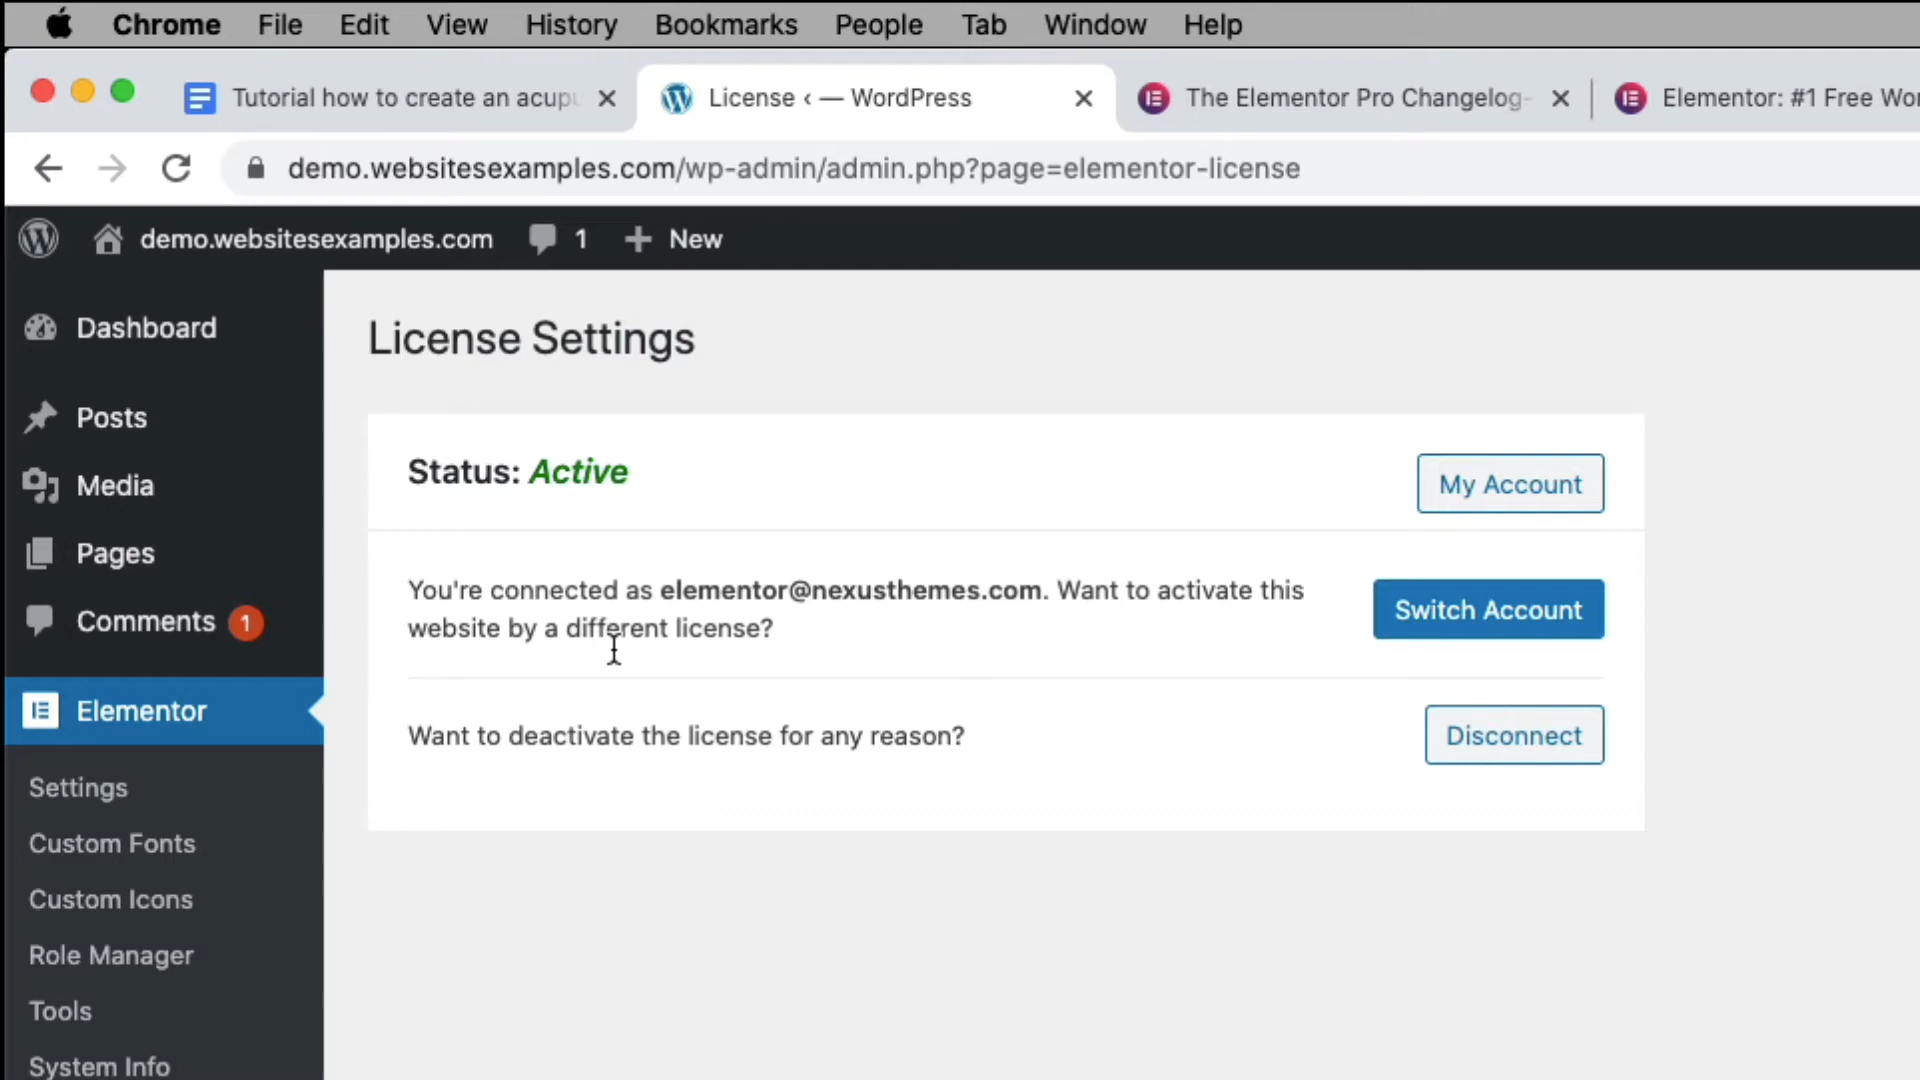 Chrome File Edit View History Bookmarks People Tab Window Help
Tutorial how to create an acup License ‹ — WordPress The Elementor Pro Changelog- Elementor: #1 Free
demo.websitesexamples.com/wp-admin/admin.php?page=elementor-license
demo.websitesexamples.com 1 New
Dashboard
Posts
Media
Pages
Comments 1
Elementor
Settings
Custom Fonts
Custom Icons
Role Manager
Tools
System Info
License Settings
Status: Active
My Account
You're connected as elementor@nexusthemes.com. Want to activate this
website by a different license?
Switch Account
Want to deactivate the license for any reason?
Disconnect